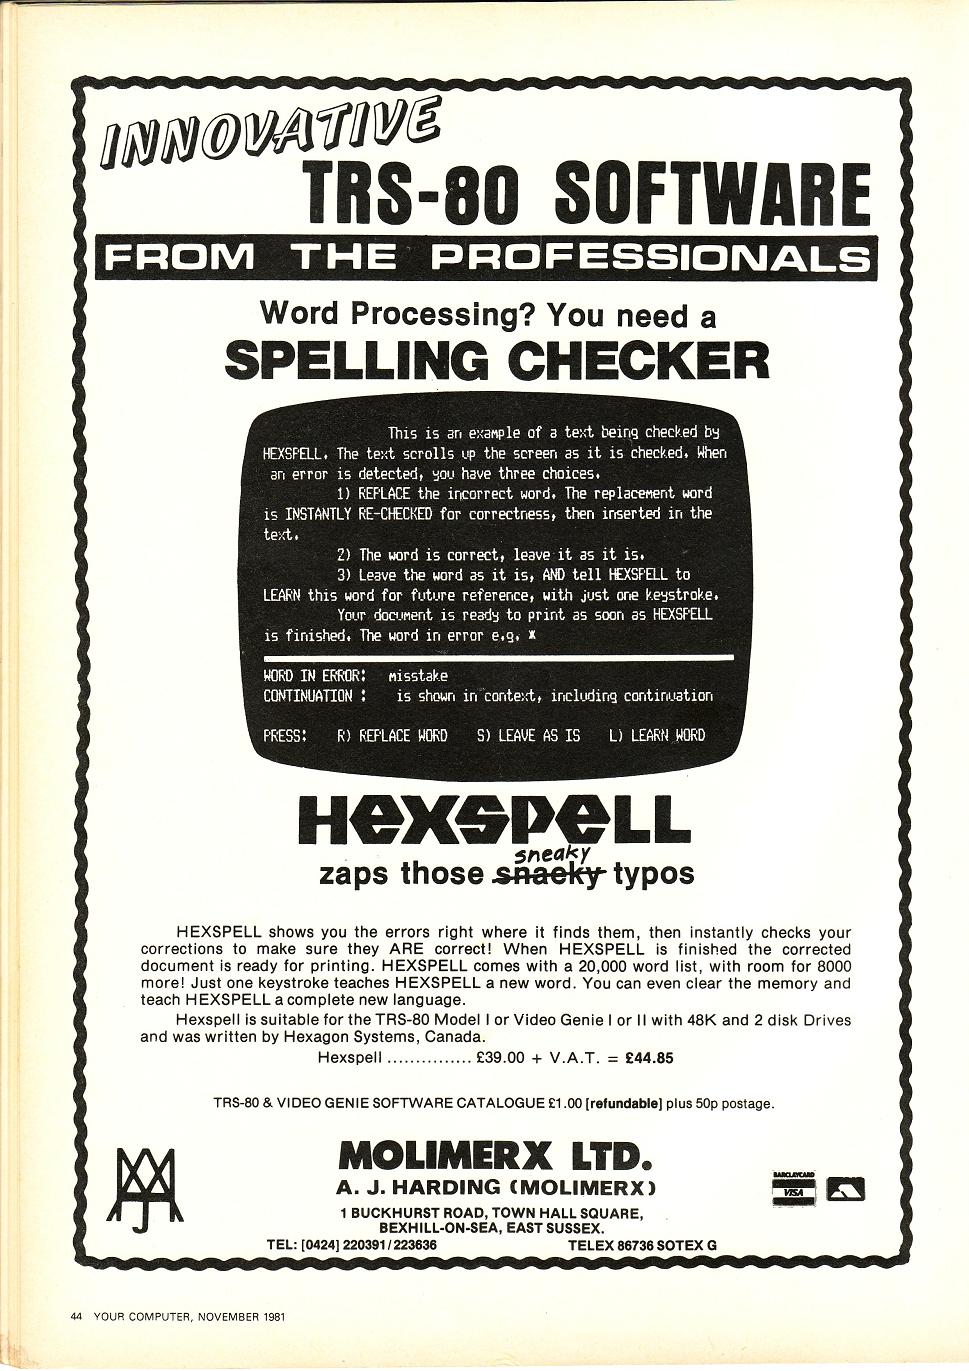 INNOVATIVE
TRS-80 SOFTWARE
FROM THE PROFESSIONALS
Word Processing? You need a
SPELLING CHECKER
This is an example of a text being checked by
HEXSPELL. The text scrolls up the screen as it is checked. When
an error is detected, you have three choices.
1) REPLACE the incorrect word. The replacement word
is INSTANTLY RE-CHECKED for correctness, then inserted in the
text.
2) The word is correct, leave it as it is.
3) Leave the word as it is, AND tell HEXSPELL to
LEARN this word for future reference, with just one keystroke.
Your document is ready to print as soon as HEXSPELL
is finished. The word in error e.g. *
WORD IN ERROR: misstake
CONTINUATION : is shown in context, including continuation
PRESS: R) REPLACE WORD S) LEAVE AS IS L) LEARN WORD
HEXSPELL
sneaky
zaps those snaeky typos
HEXSPELL shows you the errors right where it finds them, then instantly checks your
corrections to make sure they ARE correct! When HEXSPELL is finished the corrected
document is ready for printing. HEXSPELL comes with a 20,000 word list, with room for 8000
more! Just one keystroke teaches HEXSPELL a new word. You can even clear the memory and
teach HEXSPELL a complete new language.
Hexspell is suitable for the TRS-80 Model I or Video Genie I or II with 48K and 2 disk Drives
and was written by Hexagon Systems, Canada.
Hexspell ............... £39.00 + V.A.T. = £44.85
TRS-80 & VIDEO GENIE SOFTWARE CATALOGUE £1.00 [refundable] plus 50p postage.
MOLIMERX LTD.
A. J. HARDING (MOLIMERX)
1 BUCKHURST ROAD, TOWN HALL SQUARE,
BEXHILL-ON-SEA, EAST SUSSEX.
TEL: [0424] 220391/223636 TELEX 86736 SOTEX G
BARCLAYCARD
VISA
44 YOUR COMPUTER, NOVEMBER 1981